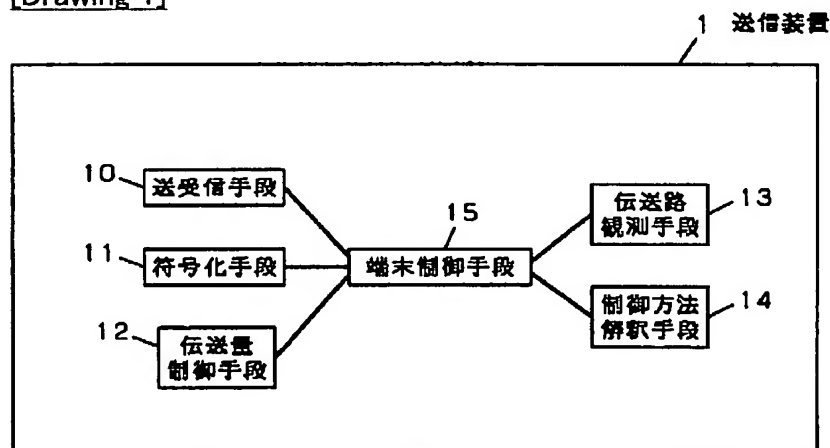 [Drawing 1]
1 送信装置
10 送受信手段
11 符号化手段
12 伝送量
制御手段
15
端末制御手段
伝送路 13
観測手段
制御方法 14
解釈手段